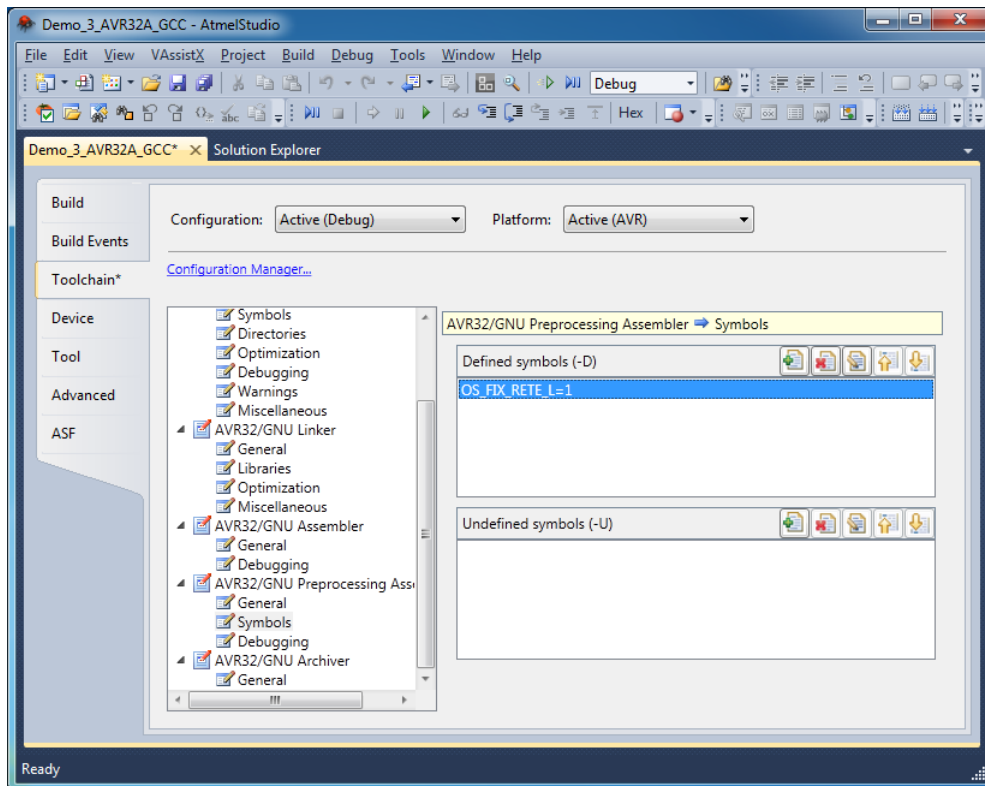 Demo_3_AVR32A_GCC - AtmelStudio
File Edit View VAssistX Project Build Debug Tools Window Help
Debug
Hex
Demo_3_AVR32A_GCC* Solution Explorer
Build
Build Events
Toolchain*
Device
Tool
Advanced
ASF
Configuration: Active (Debug) Platform: Active (AVR)
Configuration Manager...
Symbols
Directories
Optimization
Debugging
Warnings
Miscellaneous
AVR32/GNU Linker
General
Libraries
Optimization
Miscellaneous
AVR32/GNU Assembler
General
Debugging
AVR32/GNU Preprocessing Asse
General
Symbols
Debugging
AVR32/GNU Archiver
General
AVR32/GNU Preprocessing Assembler Symbols
Defined symbols (-D)
OS_FIX_RETE_L=1
Undefined symbols (-U)
Ready